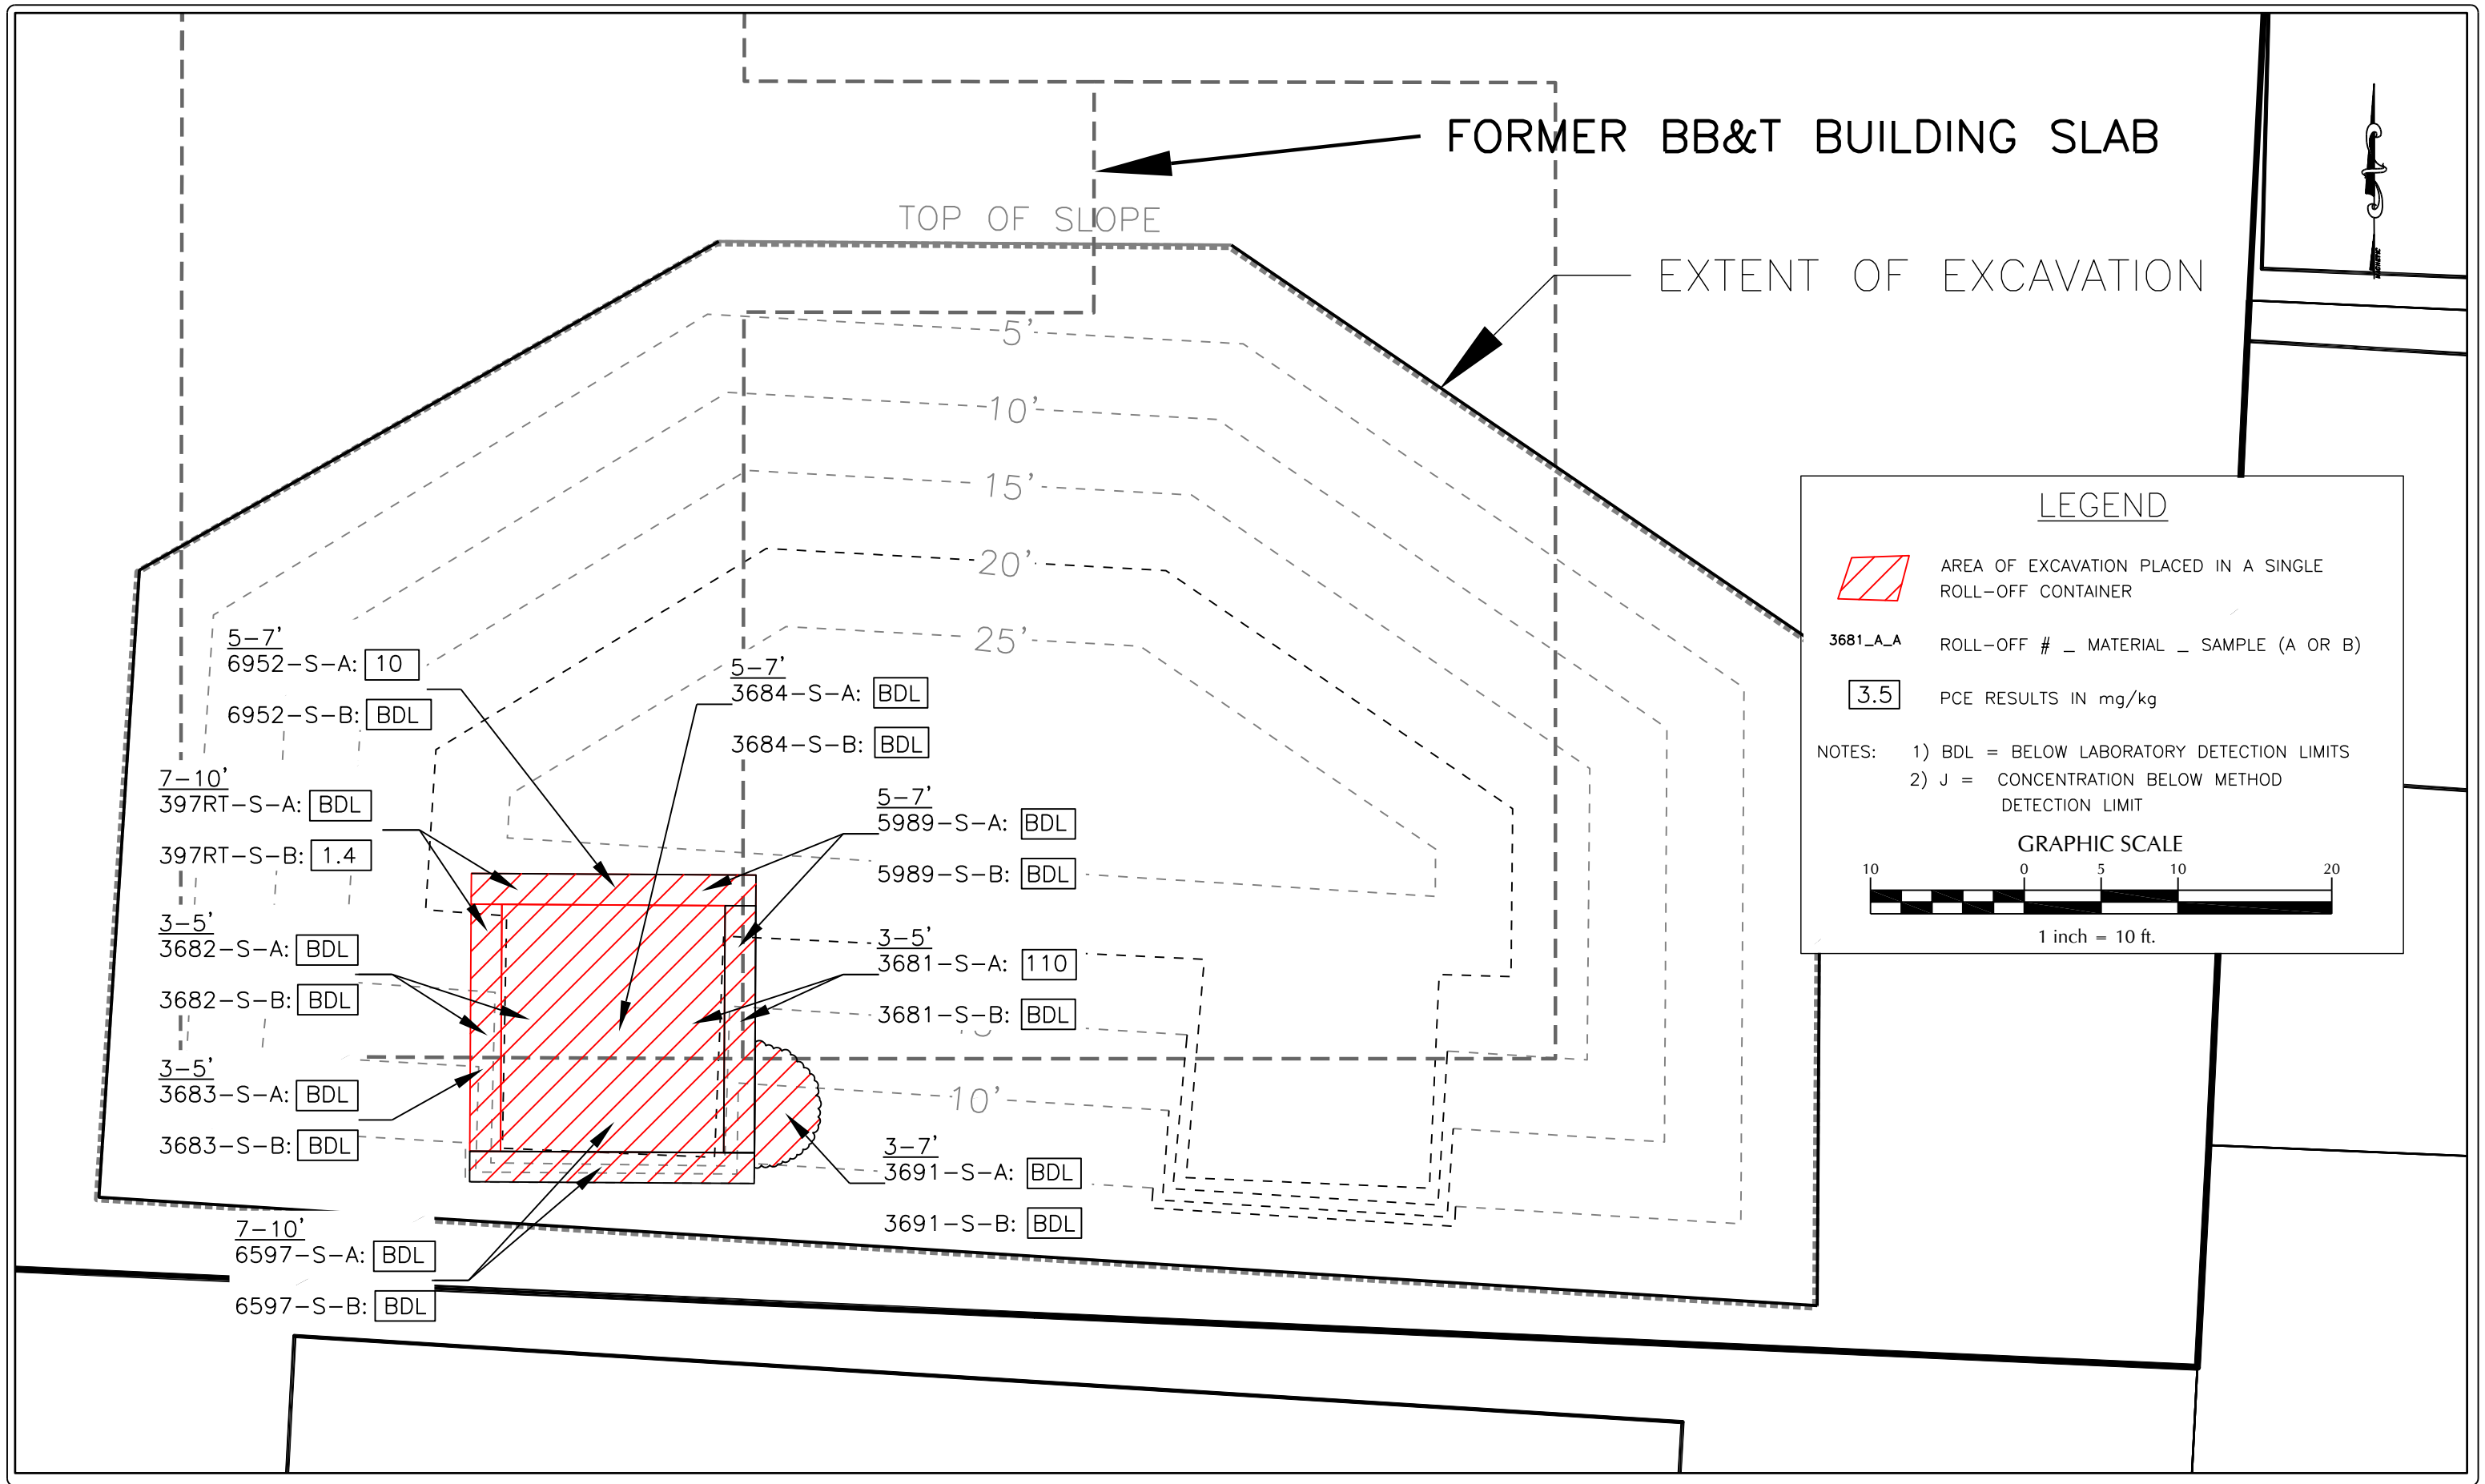 FORMER BB&T BUILDING SLAB
TOP OF SLOPE
EXTENT OF EXCAVATION
5'
10'
15'
20'
25'
5-7'
6952-S-A: 10
6952-S-B: BDL
5-7'
3684-S-A: BDL
3684-S-B: BDL
7-10'
397RT-S-A: BDL
397RT-S-B: 1.4
5-7'
5989-S-A: BDL
5989-S-B: BDL
3-5'
3682-S-A: BDL
3682-S-B: BDL
3-5'
3681-S-A: 110
3681-S-B: BDL
3-5'
3683-S-A: BDL
3683-S-B: BDL
10'
3-7'
3691-S-A: BDL
3691-S-B: BDL
7-10'
6597-S-A: BDL
6597-S-B: BDL
LEGEND
AREA OF EXCAVATION PLACED IN A SINGLE
ROLL-OFF CONTAINER
3681_A_A ROLL-OFF # _ MATERIAL _ SAMPLE (A OR B)
3.5 PCE RESULTS IN mg/kg
NOTES: 1) BDL = BELOW LABORATORY DETECTION LIMITS
2) J = CONCENTRATION BELOW METHOD
DETECTION LIMIT
GRAPHIC SCALE
10 0 5 10 20
1 inch = 10 ft.